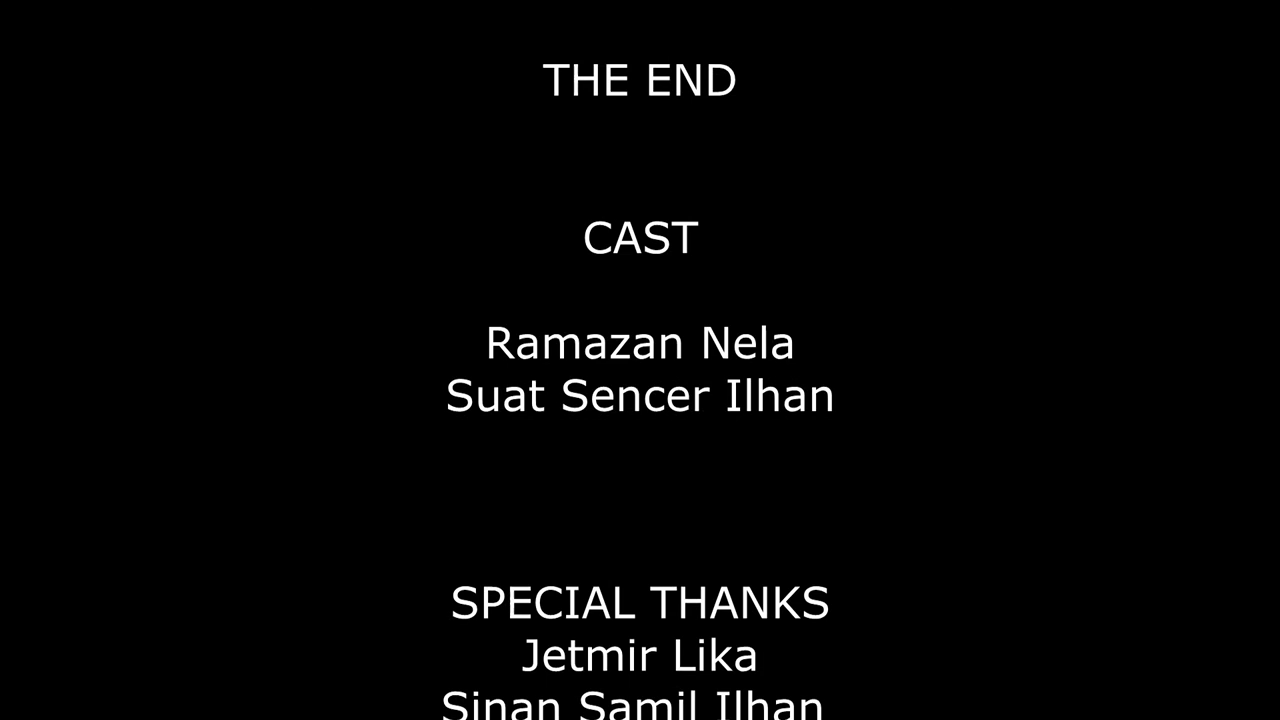 THE END
CAST
Ramazan Nela
Suat Sencer Ilhan
SPECIAL THANKS
Jetmir Lika
Sinan Samil Ilhan